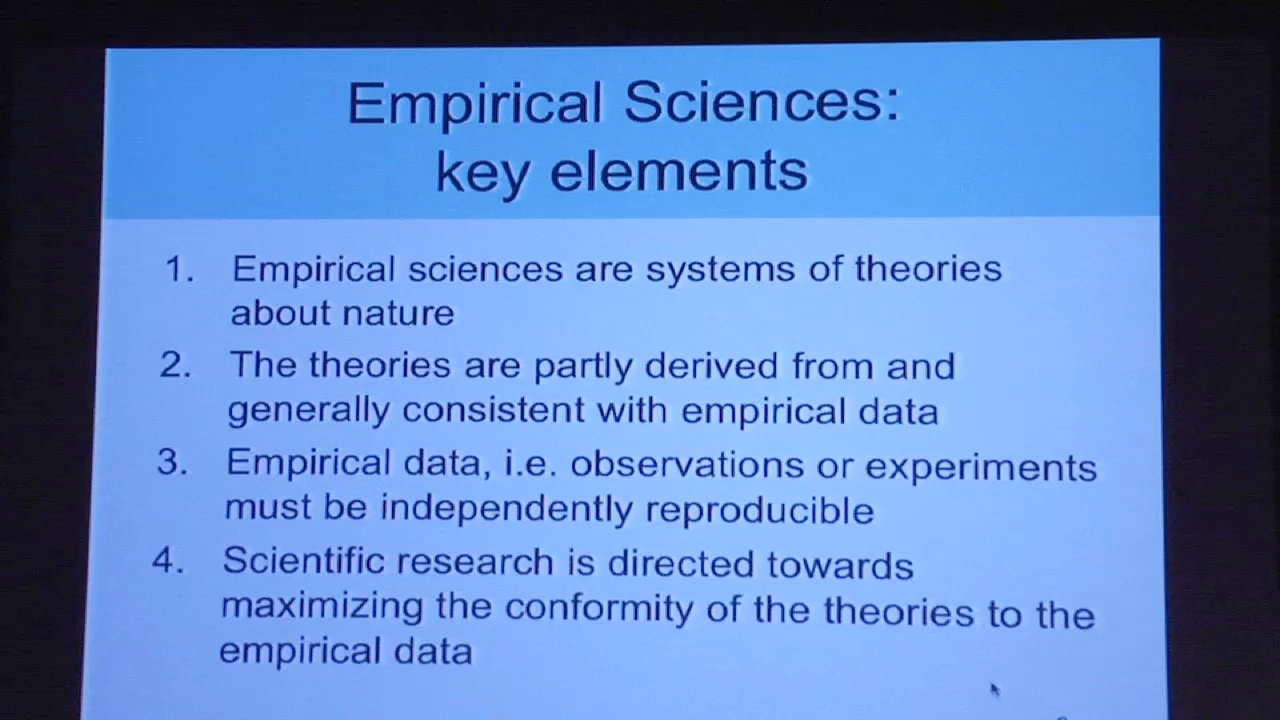 Empirical Sciences:
key elements
1. Empirical sciences are systems of theories
about nature
2. The theories are partly derived from and
generally consistent with empirical data
3. Empirical data, i.e. observations or experiments
must be independently reproducible
4. Scientific research is directed towards
maximizing the conformity of the theories to the
empirical data